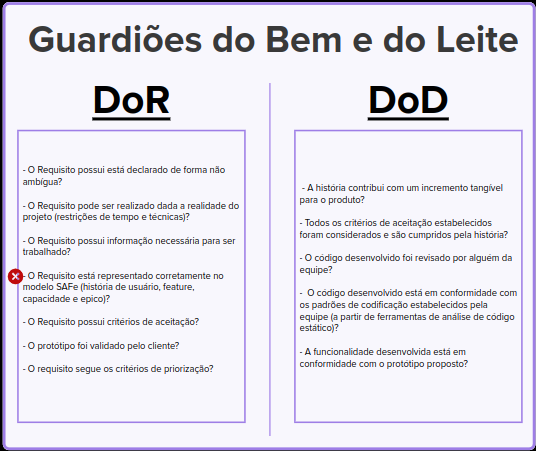 Guardiões do Bem e do Leite
DoR
- O Requisito possui está declarado de forma não
ambígua?
- O Requisito pode ser realizado dada a realidade do
projeto (restrições de tempo e técnicas)?
- O Requisito possui informação necessária para ser
trabalhado?
- O Requisito está representado corretamente no
modelo SAFe (história de usuário, feature,
capacidade e epico)?
- O Requisito possui critérios de aceitação?
- O protótipo foi validado pelo cliente?
- O requisito segue os critérios de priorização?
DoD
- A história contribui com um incremento tangível
para o produto?
- Todos os critérios de aceitação estabelecidos
foram considerados e são cumpridos pela história?
- O código desenvolvido foi revisado por alguém da
equipe?
- O código desenvolvido está em conformidade com
os padrões de codificação estabelecidos pela
equipe (a partir de ferramentas de análise de código
estático)?
- A funcionalidade desenvolvida está em
conformidade com o protótipo proposto?